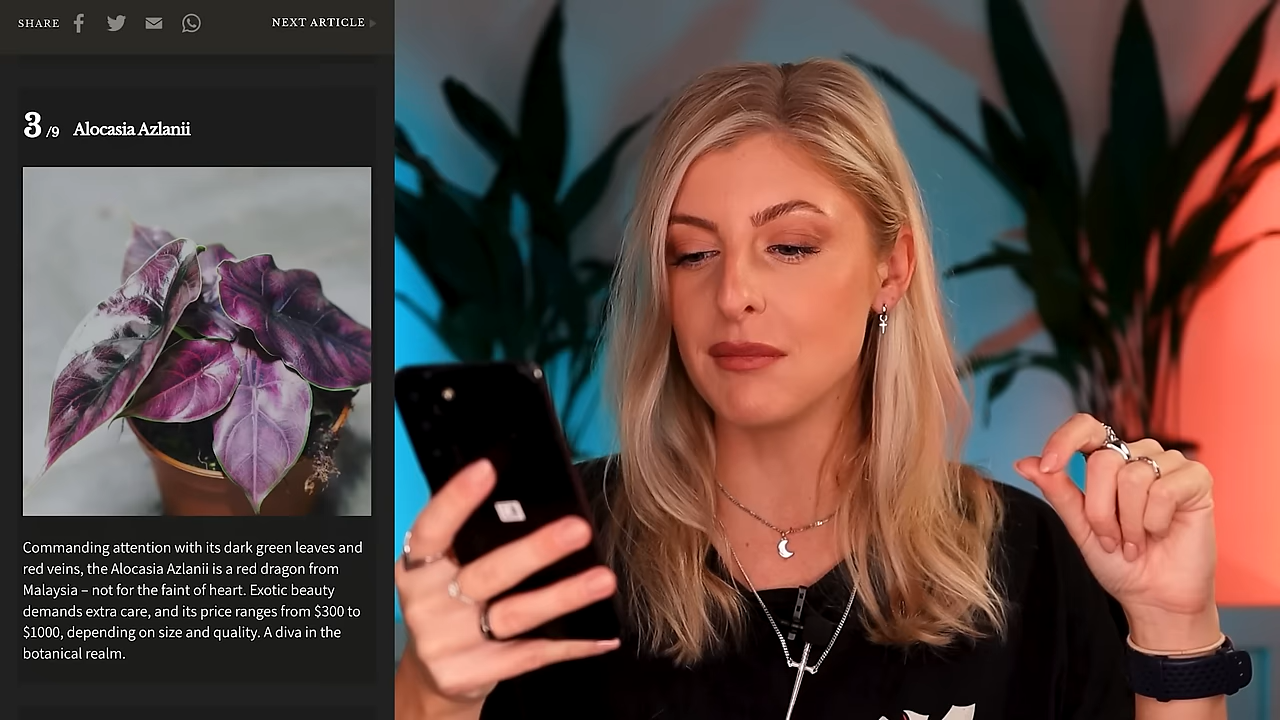 SHARE
NEXT ARTICLE
3 /9 Alocasia Azlanii
Commanding attention with its dark green leaves and
red veins, the Alocasia Azlanii is a red dragon from
Malaysia – not for the faint of heart. Exotic beauty
demands extra care, and its price ranges from $300 to
$1000, depending on size and quality. A diva in the
botanical realm.